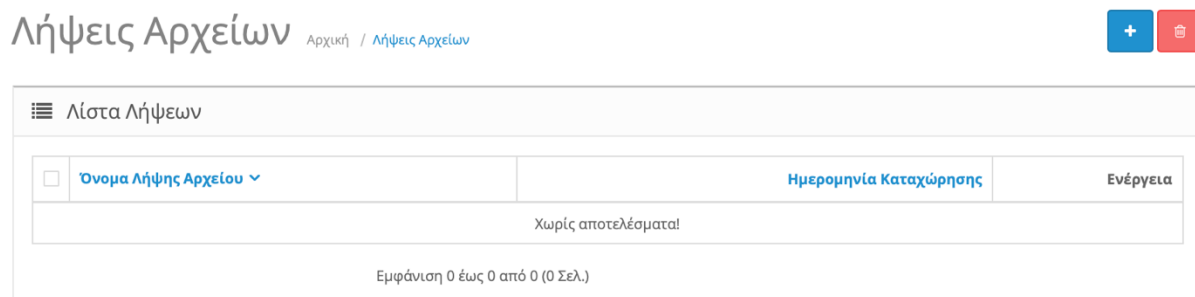 Λήψεις Αρχείων Αρχική / Λήψεις Αρχείων
Λίστα Λήψεων
Όνομα Λήψης Αρχείου Ημερομηνία Καταχώρησης Ενέργεια
Χωρίς αποτελέσματα!
Εμφάνιση 0 έως 0 από 0 (0 Σελ.)